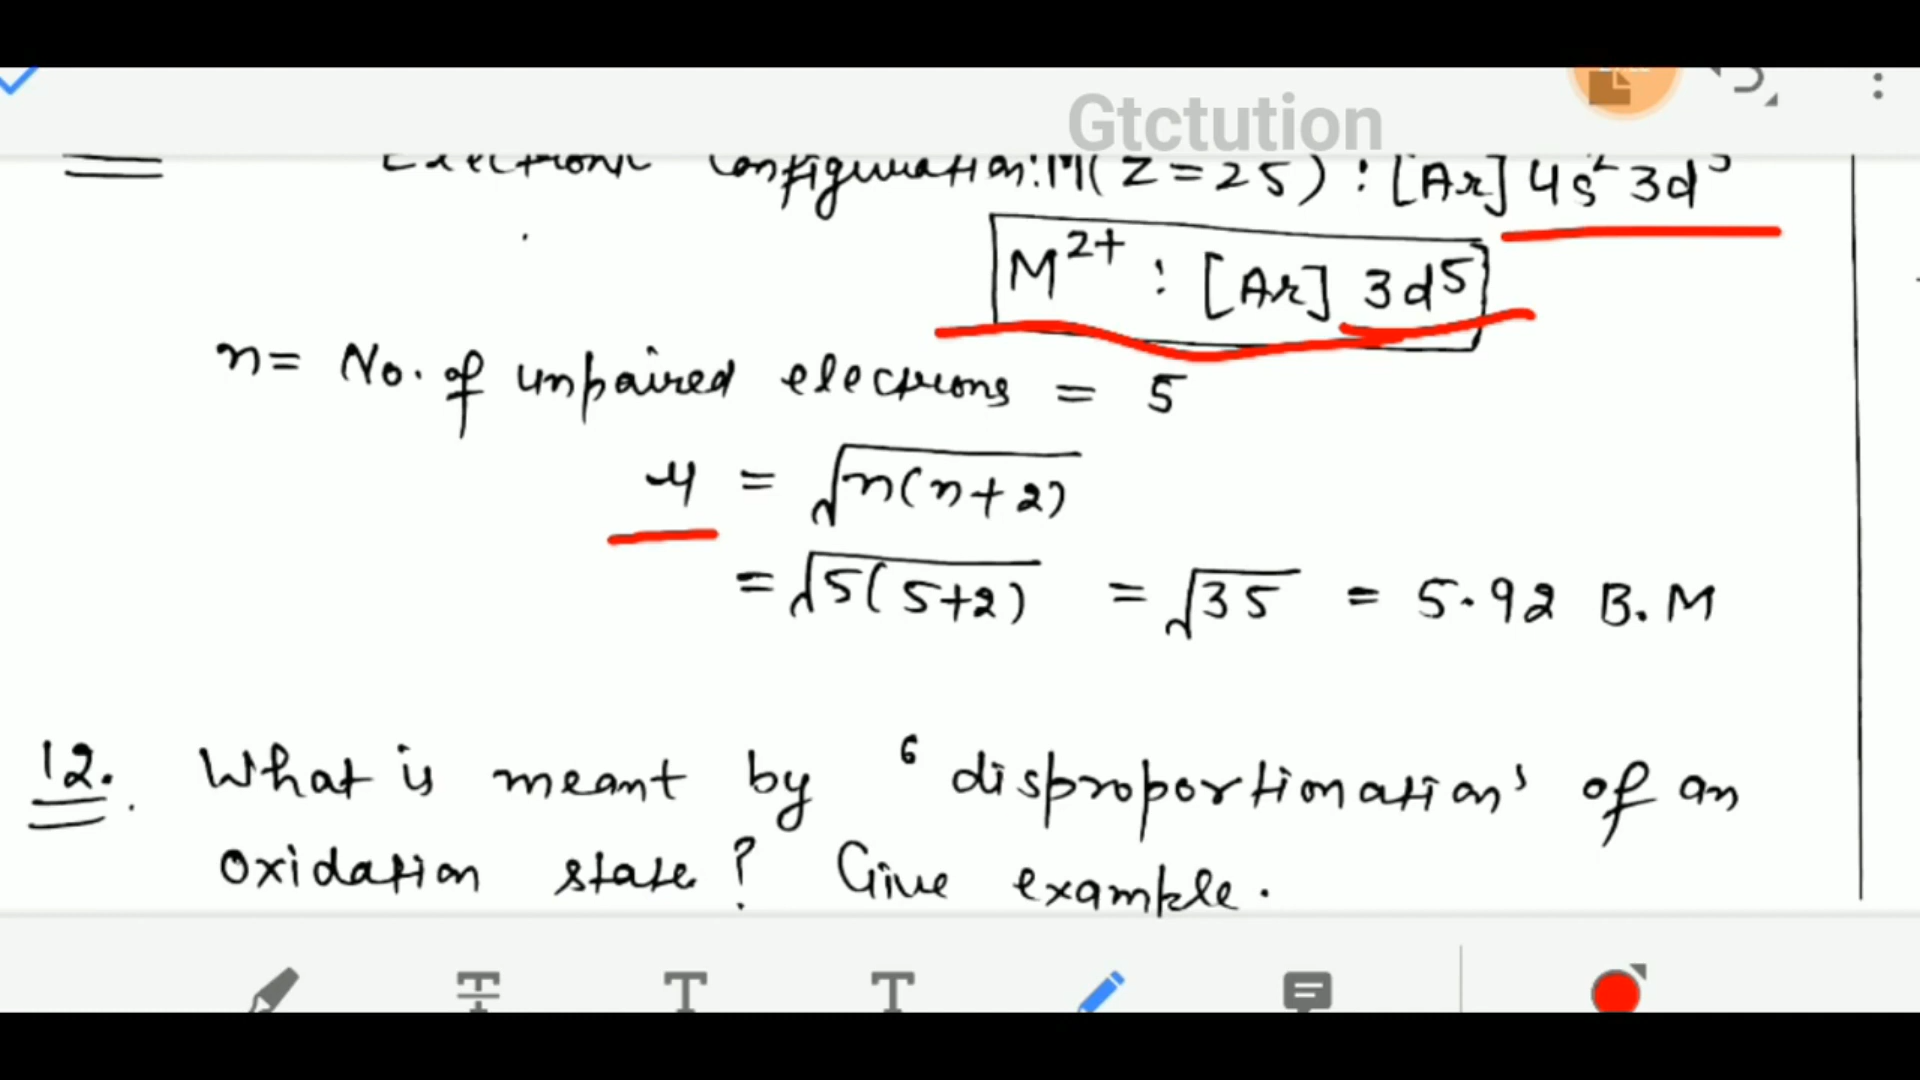 Gtctution
Electronic Configuration: M(Z=25) : [Ar] 4s² 3d⁵
M²⁺ : [Ar] 3d⁵
n = No. of unpaired electrons = 5
μ = √n(n+2)
= √5(5+2) = √35 = 5.92 B.M
12. What is meant by ‘disproportionation’ of an
oxidation state? Give example.